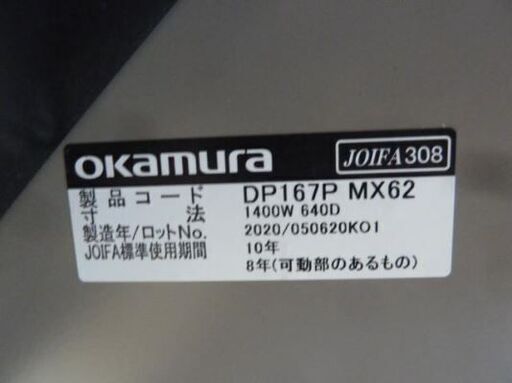 okamura JOIFA308
製品コード DP167P MX62
寸法 1400W 640D
製造年/ロットNo. 2020/050620KO1
JOIFA標準使用期間 10年
8年(可動部のあるもの)